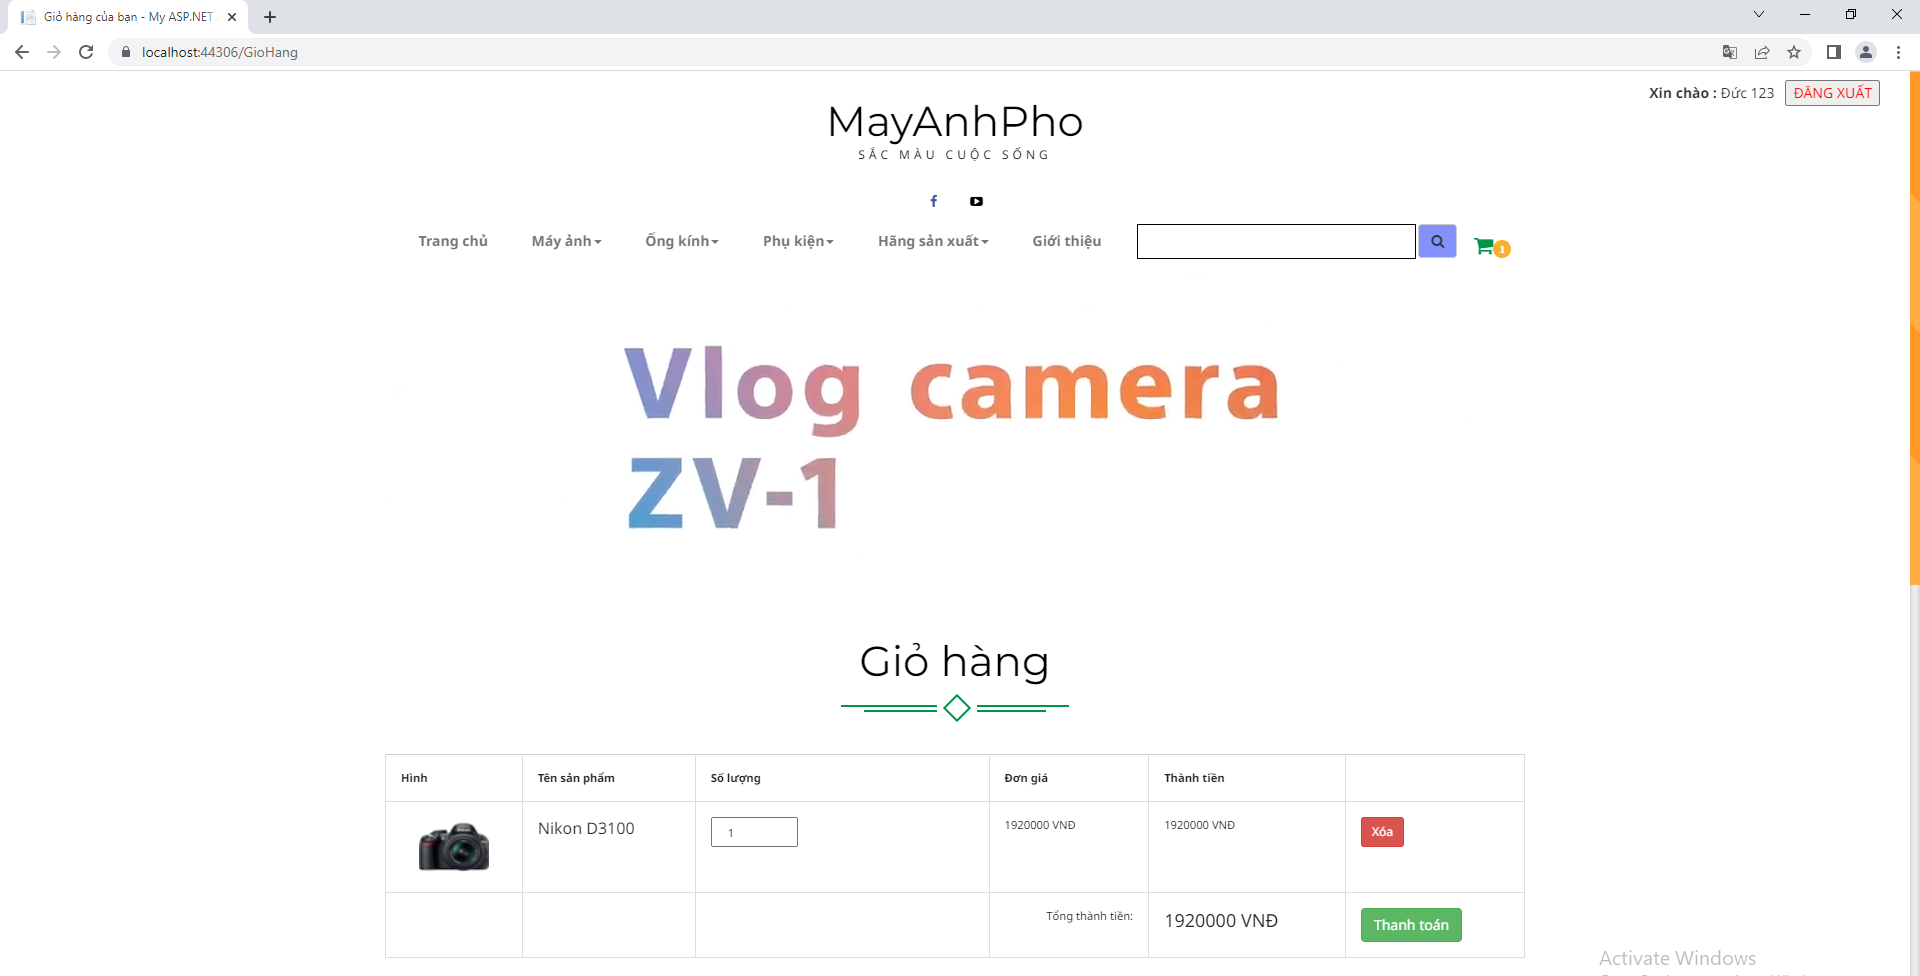 Giỏ hàng của bạn - My ASP.NET
localhost:44306/GioHang
Xin chào : Đức 123 ĐĂNG XUẤT
MayAnhPho
SẮC MÀU CUỘC SỐNG
Trang chủ Máy ảnh Ống kính Phụ kiện Hãng sản xuất Giới thiệu 1
Vlog camera
ZV-1
Giỏ hàng
Hình Tên sản phẩm Số lượng Đơn giá Thành tiền
Nikon D3100 1 1920000 VNĐ 1920000 VNĐ Xóa
Tổng thành tiền: 1920000 VNĐ Thanh toán
Activate Windows